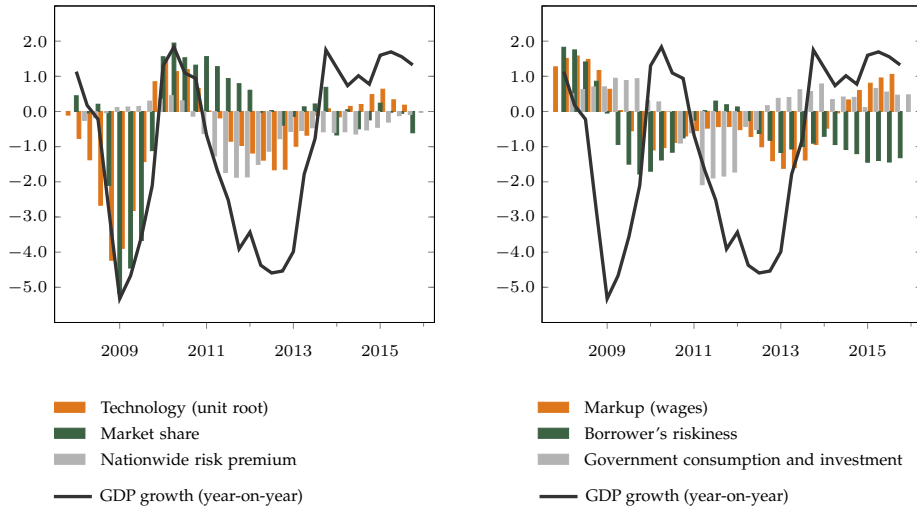 2.0
1.0
0.0
−1.0
−2.0
−3.0
−4.0
−5.0
2009 2011 2013 2015
Technology (unit root)
Market share
Nationwide risk premium
GDP growth (year-on-year)
2.0
1.0
0.0
−1.0
−2.0
−3.0
−4.0
−5.0
2009 2011 2013 2015
Markup (wages)
Borrower's riskiness
Government consumption and investment
GDP growth (year-on-year)